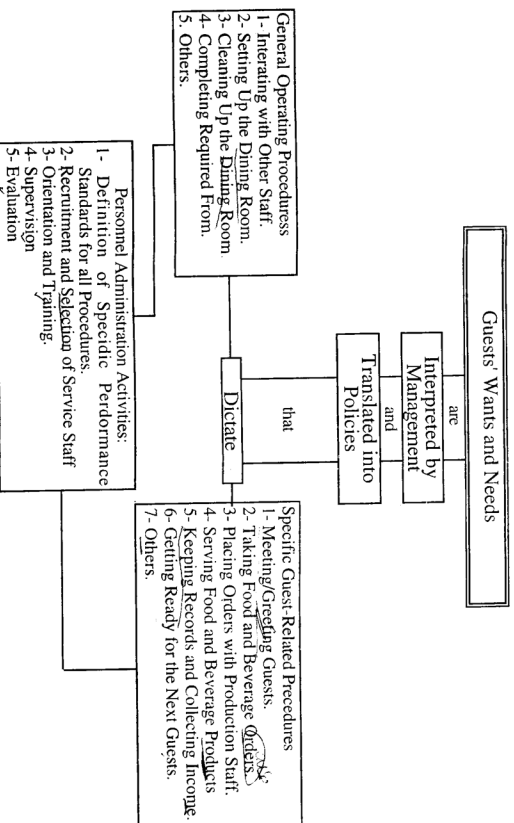 Guests' Wants and Needs
are
Interpreted by
Management
and
Translated into
Policies
that
Dictate
General Operating Proceduress
1- Interating with Other Staff.
2- Setting Up the Dining Room.
3- Cleaning Up the Dining Room.
4- Completing Required From.
5. Others.
Specific Guest-Related Precedures
1- Meeting/Greeting Guests.
2- Taking Food and Beverage Orders.
3- Placing Orders with Production Staff.
4- Serving Food and Beverage Products
5- Keeping Records and Collecting Income.
6- Getting Ready for the Next Guests.
7- Others.
Personnel Administration Activities:
1- Definition of Specidic Perdormance
Standards for all Procedures.
2- Recruitment and Selection of Service Staff
3- Orientation and Training.
4- Supervision
5- Evaluation